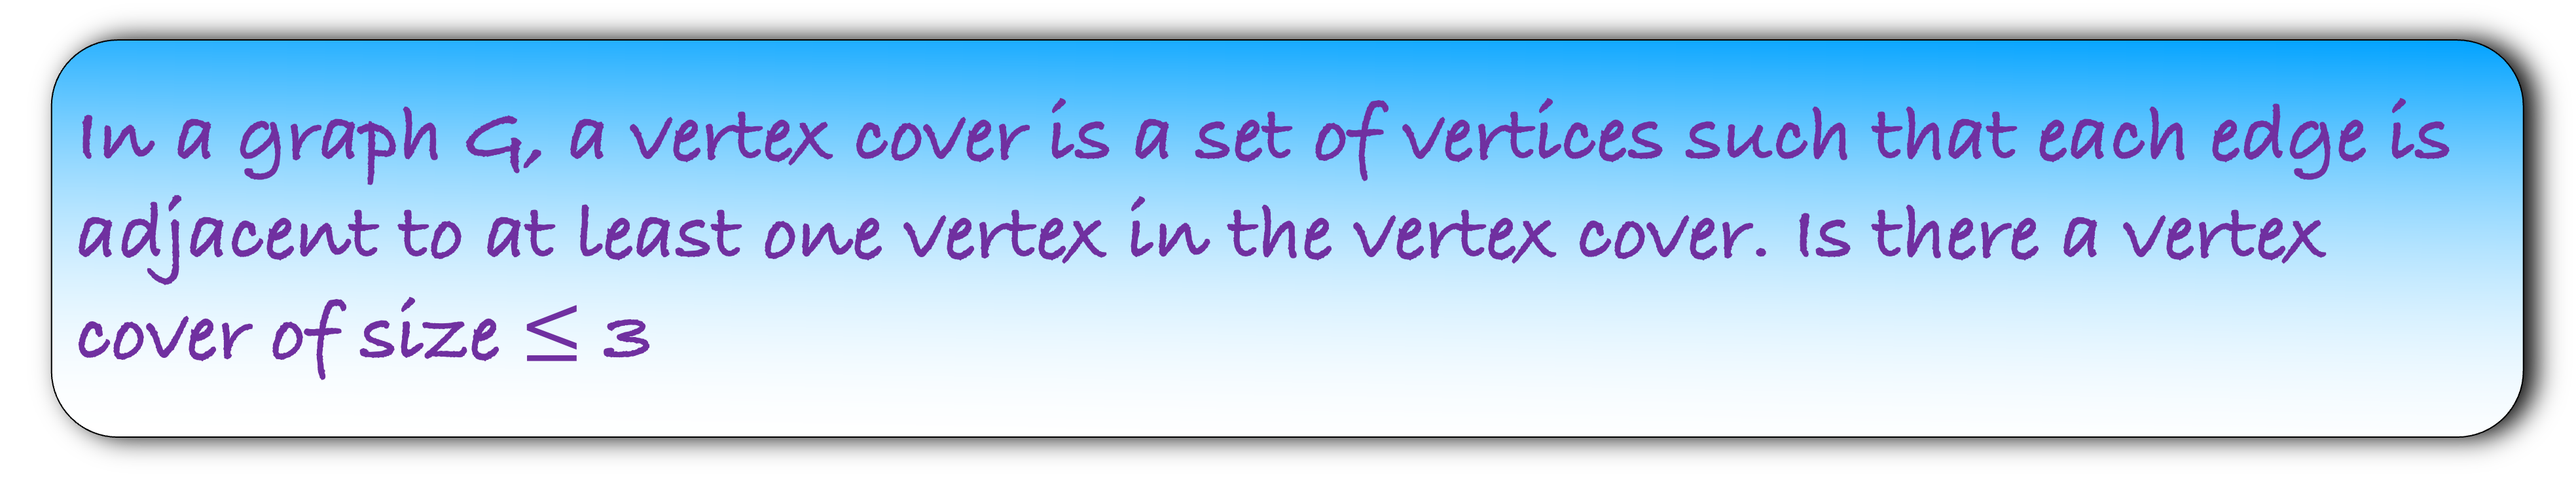 In a graph G, a vertex cover is a set of vertices such that each edge is
adjacent to at least one vertex in the vertex cover. Is there a vertex
cover of size ≤ 3